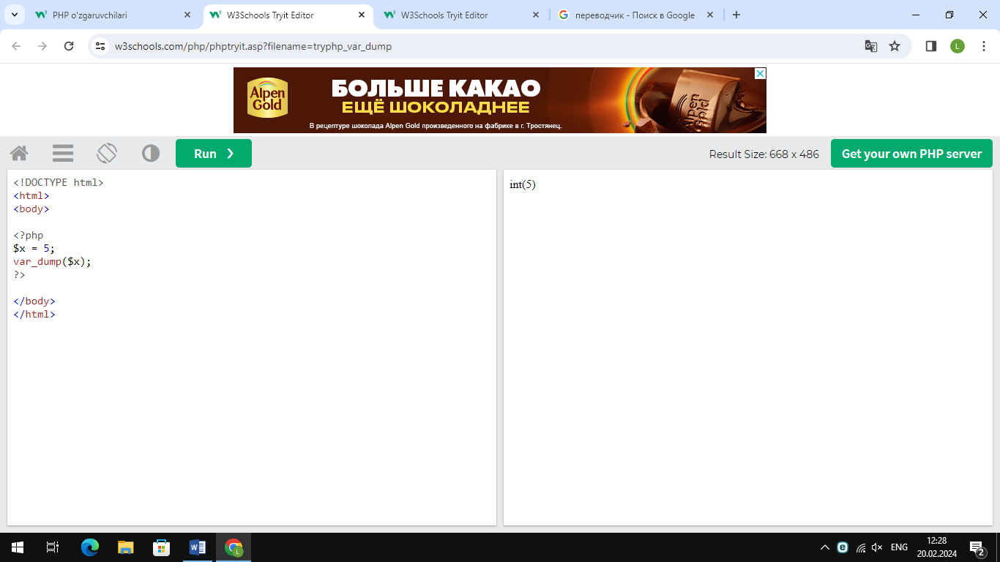 PHP o'zgaruvchilari
W3Schools Tryit Editor
W3Schools Tryit Editor
переводчик - Поиск в Google
w3schools.com/php/phptryit.asp?filename=tryphp_var_dump
L
Alpen Gold
БОЛЬШЕ КАКАО
ЕЩЁ ШОКОЛАДНЕЕ
В рецептуре шоколада Alpen Gold произведенного на фабрике в г. Тростянец.
Alpen Gold
Run ❯
Result Size: 668 x 486
Get your own PHP server
<!DOCTYPE html>
<html>
<body>
<?php
$x = 5;
var_dump($x);
?>
</body>
</html>
int(5)
L
ENG
12:28
20.02.2024
2